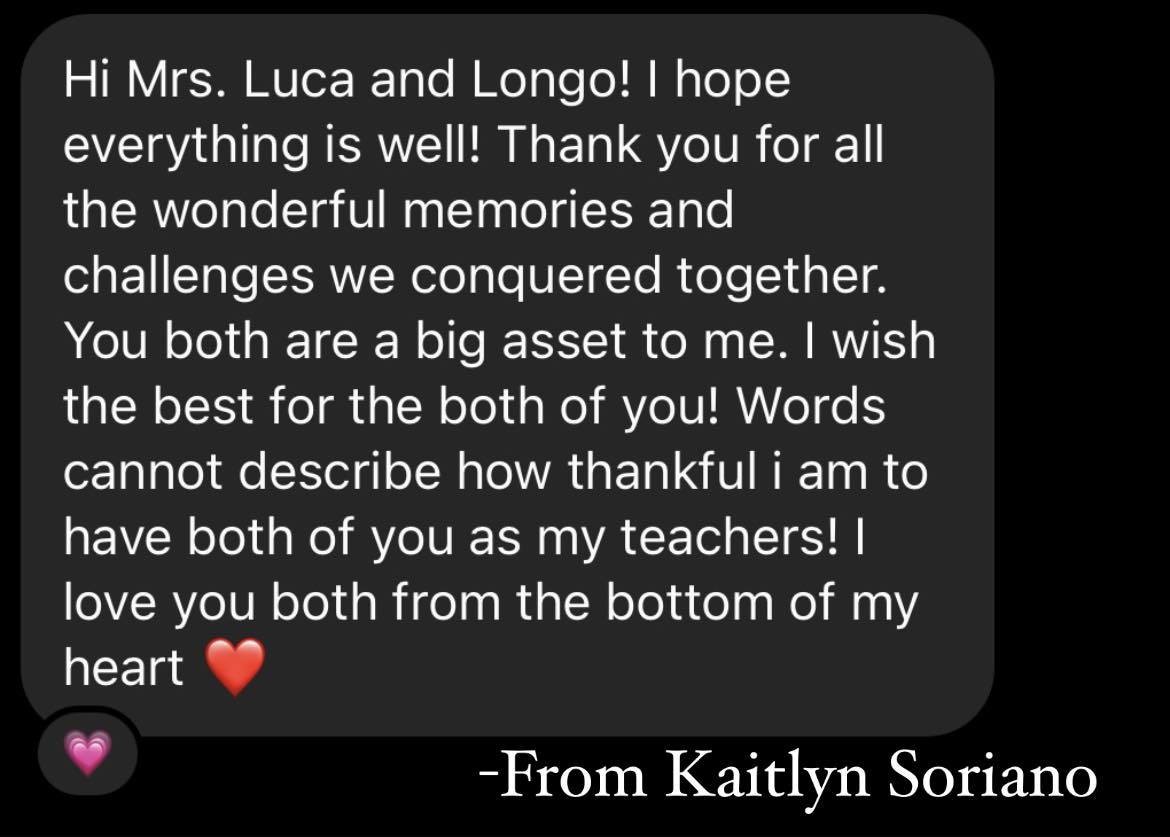 Hi Mrs. Luca and Longo! I hope
everything is well! Thank you for all
the wonderful memories and
challenges we conquered together.
You both are a big asset to me. I wish
the best for the both of you! Words
cannot describe how thankful i am to
have both of you as my teachers! I
love you both from the bottom of my
heart ❤️
💗
-From Kaitlyn Soriano